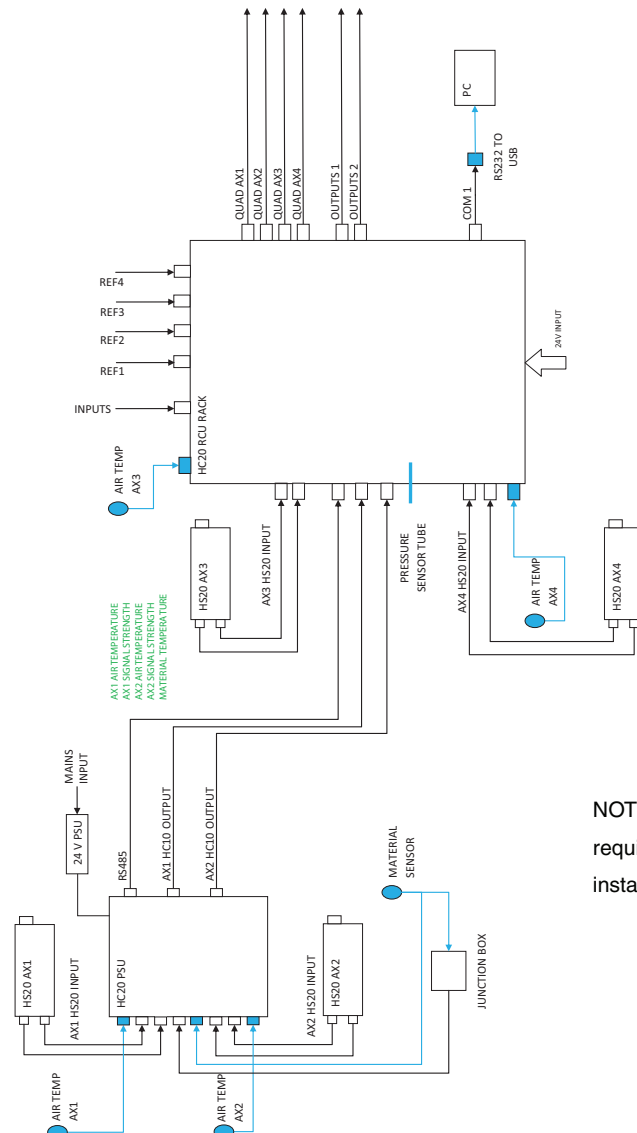 QUAD AX1
QUAD AX2
QUAD AX3
QUAD AX4
OUTPUTS 1
OUTPUTS 2
COM 1
RS232 TO
USB
PC
REF4
REF3
REF2
REF1
INPUTS
HC20 RCU RACK
24V INPUT
AIR TEMP
AX3
HS20 AX3
AX3 HS20 INPUT
PRESSURE
SENSOR TUBE
AX4 HS20 INPUT
AIR TEMP
AX4
HS20 AX4
AX1 AIR TEMPERATURE
AX1 SIGNAL STRENGTH
AX2 AIR TEMPERATURE
AX2 SIGNAL STRENGTH
MATERIAL TEMPERATURE
MAINS
INPUT
24 V PSU
RS485
AX1 HC10 OUTPUT
AX2 HC10 OUTPUT
MATERIAL
SENSOR
HS20 AX1
AX1 HS20 INPUT
HC20 PSU
AX2 HS20 INPUT
HS20 AX2
JUNCTION BOX
AIR TEMP
AX1
AIR TEMP
AX2
NOT
requi
insta